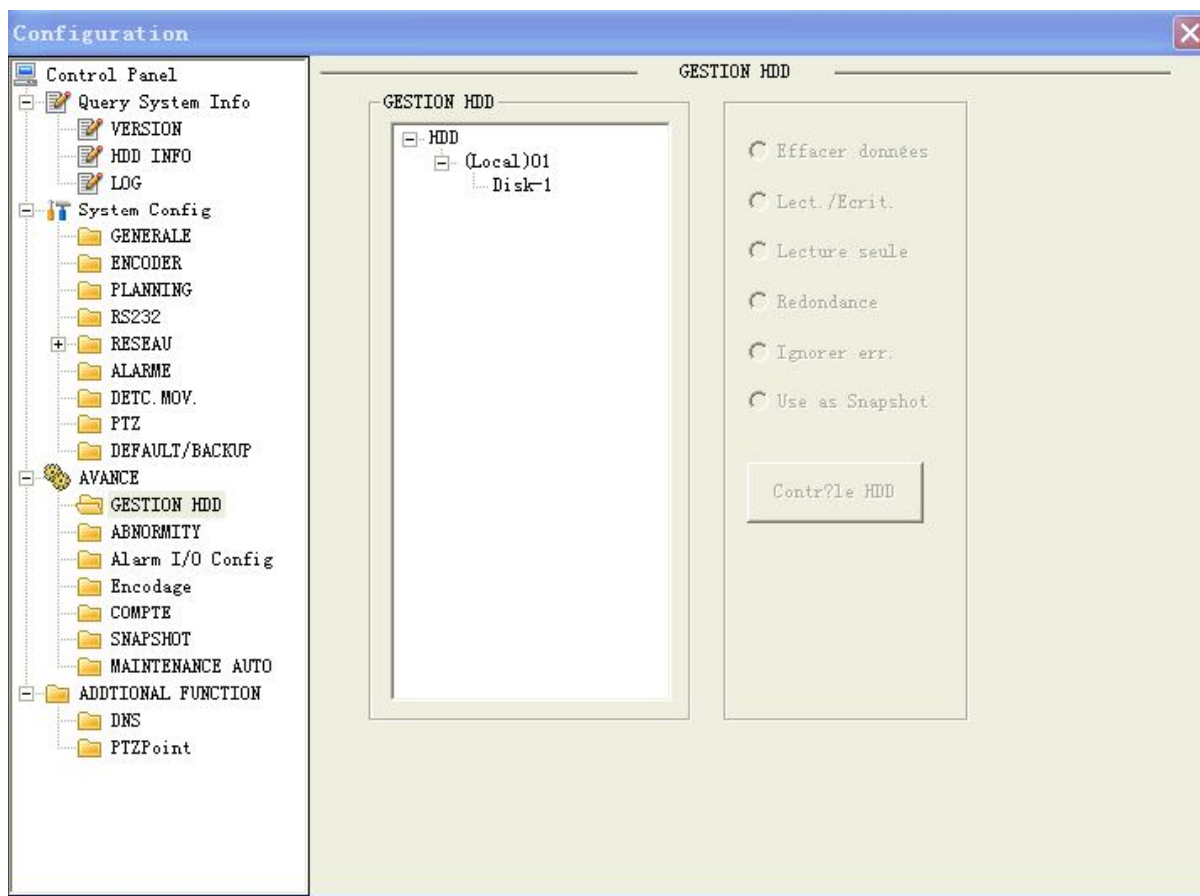 Configuration
Control Panel
Query System Info
VERSION
HDD INFO
LOG
System Config
GENERALE
ENCODER
PLANNING
RS232
RESEAU
ALARME
DETC.MOV.
PTZ
DEFAULT/BACKUP
AVANCE
GESTION HDD
ABNORMITY
Alarm I/O Config
Encodage
COMPTE
SNAPSHOT
MAINTENANCE AUTO
ADDTIONAL FUNCTION
DNS
PTZPoint
GESTION HDD
GESTION HDD
HDD
(Local)01
Disk-1
Effacer données
Lect./Ecrit.
Lecture seule
Redondance
Ignorer err.
Use as Snapshot
Contr?le HDD